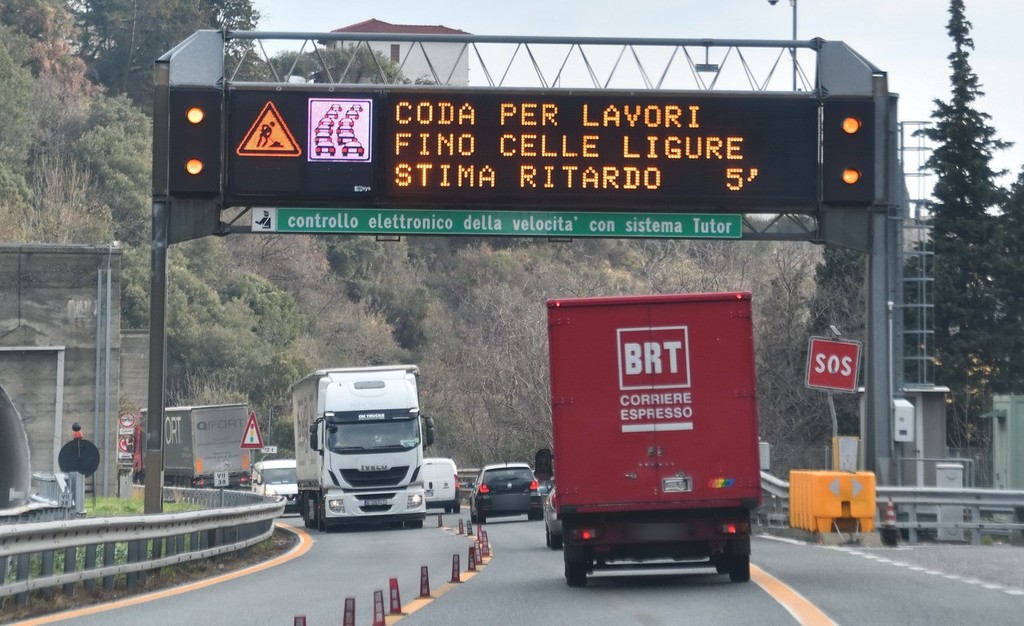 CODA PER LAVORI
FINO CELLE LIGURE
STIMA RITARDO 5'
controllo elettronico della velocita' con sistema Tutor
SOS
BRT
CORRIERE
ESPRESSO
IVECO